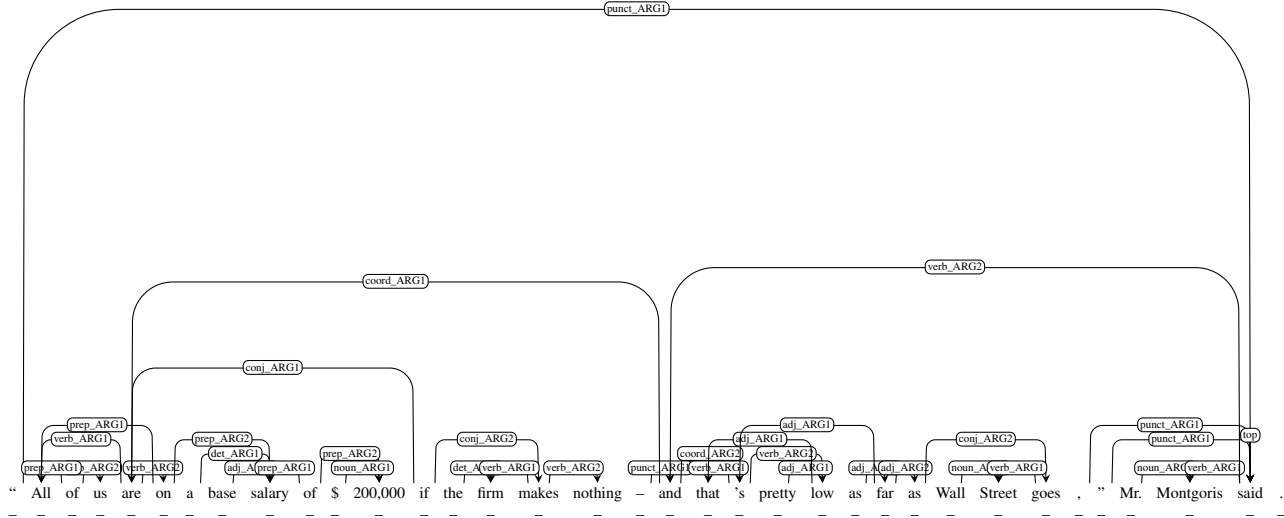 punct_ARG1
verb_ARG2
coord_ARG1
conj_ARG1
prep_ARG1 adj_ARG1 punct_ARG1
verb_ARG1 prep_ARG2 conj_ARG2 adj_ARG1 conj_ARG2 punct_ARG1 top
det_ARG1 prep_ARG2 coord_ARG2 verb_ARG2
prep_ARG1 verb_ARG2 prep_ARG1 noun_ARG1 verb_ARG1 verb_ARG2 punct_ARG1 verb_ARG1 adj_ARG1 adj_ARG2 verb_ARG1 verb_ARG1
“ All of us are on a base salary of $ 200,000 if the firm makes nothing – and that 's pretty low as far as Wall Street goes , ” Mr. Montgoris said .
_ _ _ _ _ _ _ _ _ _ _ _ _ _ _ _ _ _ _ _ _ _ _ _ _ _ _ _ _ _ _ _ _ _ _